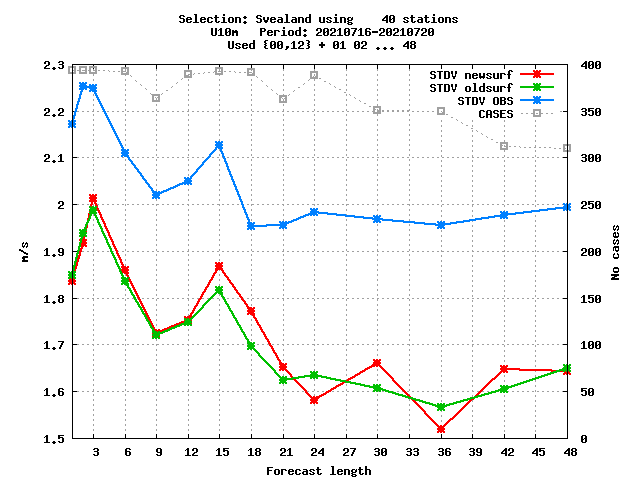 Selection: Svealand using    40 stations
U10m   Period: 20210716-20210720
Used {00,12} + 01 02 ... 48
STDV newsurf
STDV oldsurf
STDV OBS
CASES
2.3
2.2
2.1
2
1.9
1.8
1.7
1.6
1.5
m/s
400
350
300
250
200
150
100
50
0
No cases
3 6 9 12 15 18 21 24 27 30 33 36 39 42 45 48
Forecast length